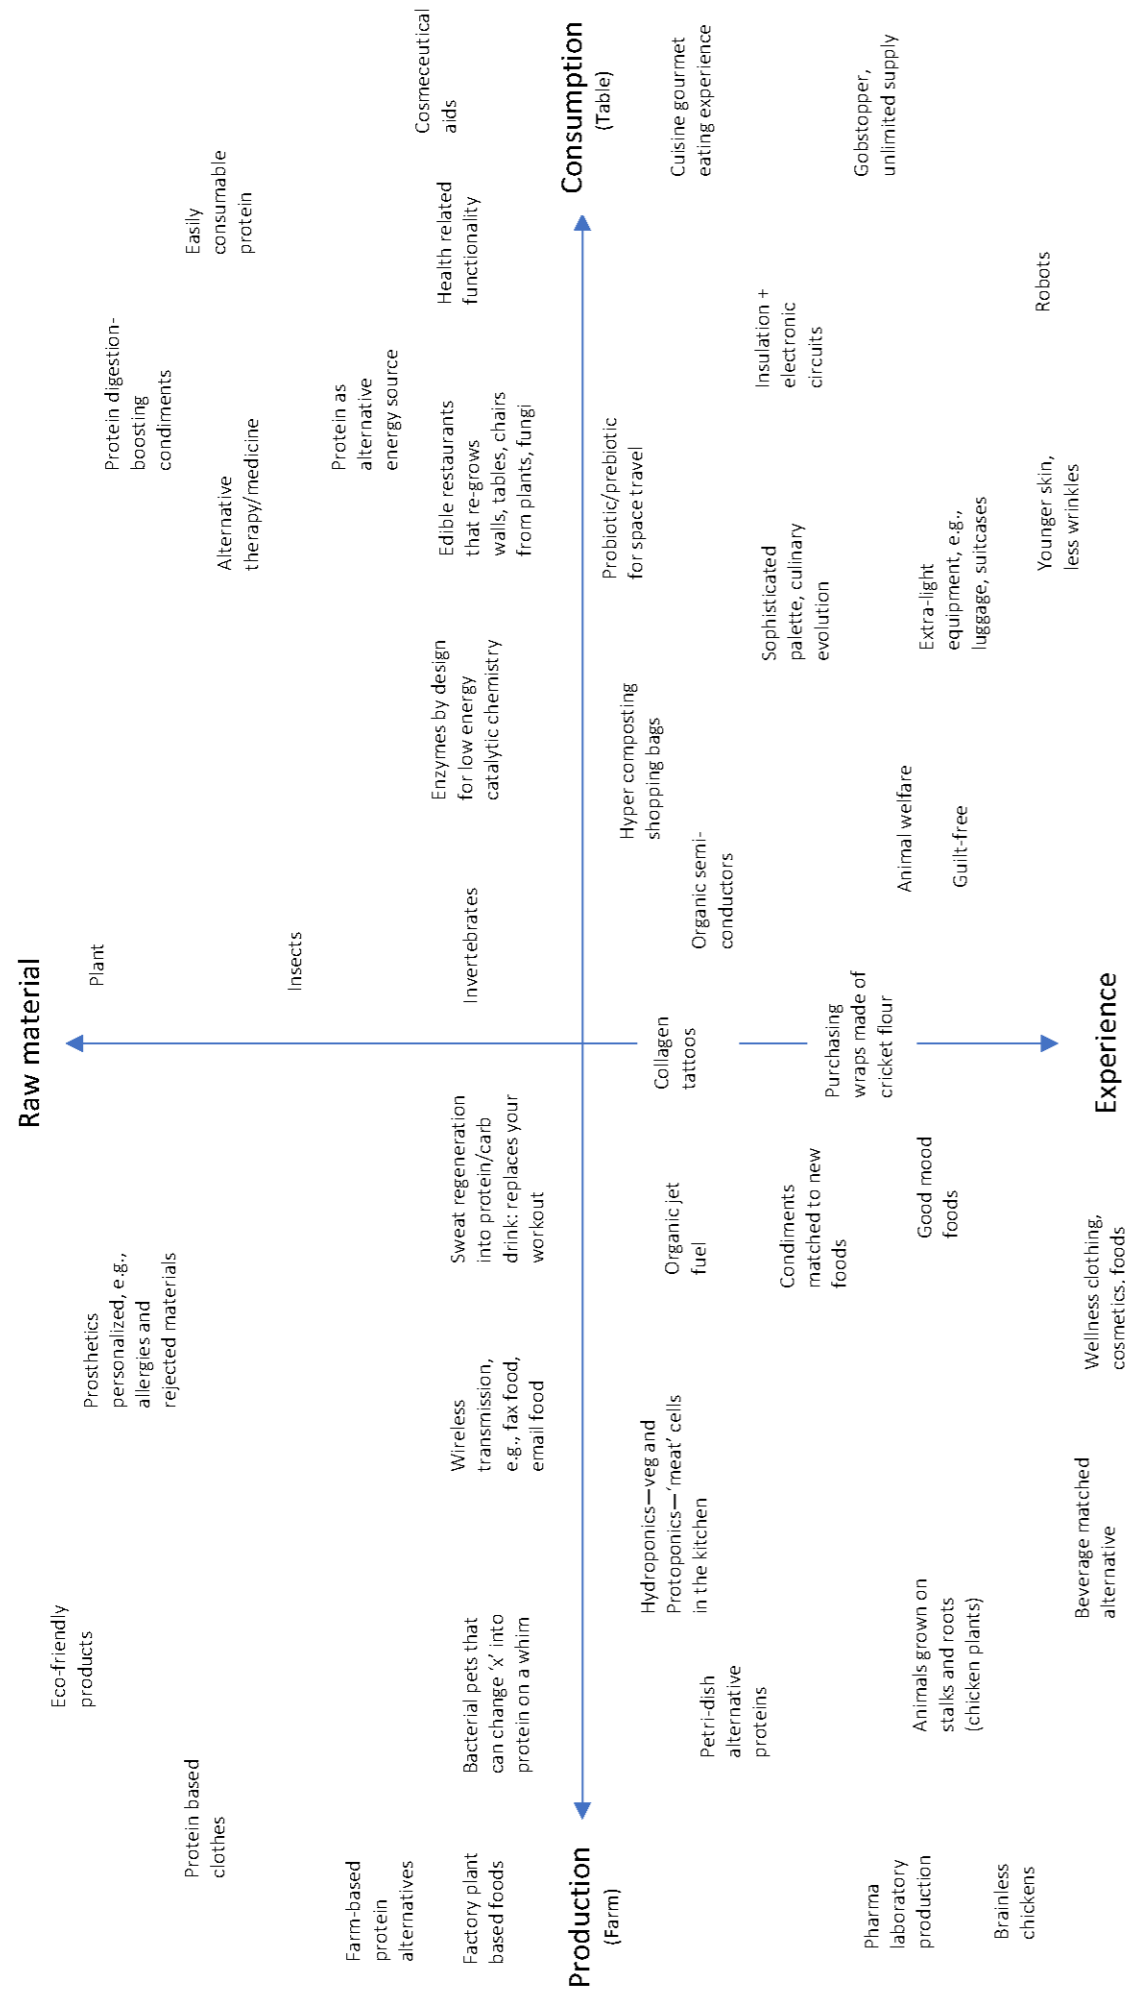 Raw material
Eco-friendly
products
Prosthetics
personalized, e.g.,
allergies and
rejected materials
Plant
Protein digestion-
boosting
condiments
Easily
consumable
protein
Protein based
clothes
Alternative
therapy/medicine
Insects
Farm-based
protein
alternatives
Protein as
alternative
energy source
Cosmeceutical
aids
Factory plant
based foods
Bacterial pets that
can change ‘x’ into
protein on a whim
Wireless
transmission,
e.g., fax food,
email food
Sweat regeneration
into protein/carb
drink: replaces your
workout
Invertebrates
Enzymes by design
for low energy
catalytic chemistry
Edible restaurants
that re-grows
walls, tables, chairs
from plants, fungi
Health related
functionality
Production
(Farm)
Consumption
(Table)
Hydroponics—veg and
Protoponics—‘meat’ cells
in the kitchen
Organic jet
fuel
Collagen
tattoos
Hyper composting
shopping bags
Probiotic/prebiotic
for space travel
Cuisine gourmet
eating experience
Petri-dish
alternative
proteins
Organic semi-
conductors
Condiments
matched to new
foods
Sophisticated
palette, culinary
evolution
Insulation +
electronic
circuits
Purchasing
wraps made of
cricket flour
Gobstopper,
unlimited supply
Pharma
laboratory
production
Animals grown on
stalks and roots
(chicken plants)
Good mood
foods
Animal welfare
Guilt-free
Extra-light
equipment, e.g.,
luggage, suitcases
Brainless
chickens
Younger skin,
less wrinkles
Robots
Beverage matched
alternative
Wellness clothing,
cosmetics. foods
Experience